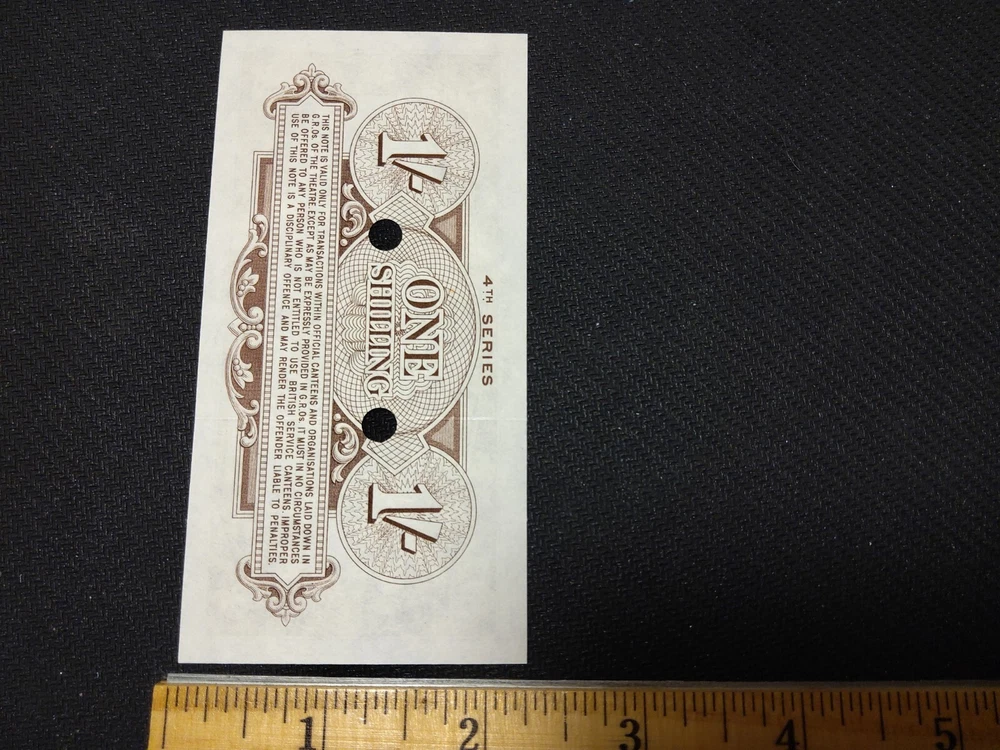 4TH SERIES
1/-
ONE
SHILLING
1/-
THIS NOTE IS VALID ONLY FOR TRANSACTIONS WITHIN OFFICIAL CANTEENS AND ORGANISATIONS LAID DOWN IN
G.R.Os. OF THE THEATRE. EXCEPT AS MAY BE EXPRESSLY PROVIDED IN G.R.Os. IT MUST IN NO CIRCUMSTANCES
BE OFFERED TO ANY PERSON WHO IS NOT ENTITLED TO USE BRITISH SERVICE CANTEENS. IMPROPER
USE OF THIS NOTE IS A DISCIPLINARY OFFENCE AND MAY RENDER THE OFFENDER LIABLE TO PENALTIES.
1 2 3 4 5